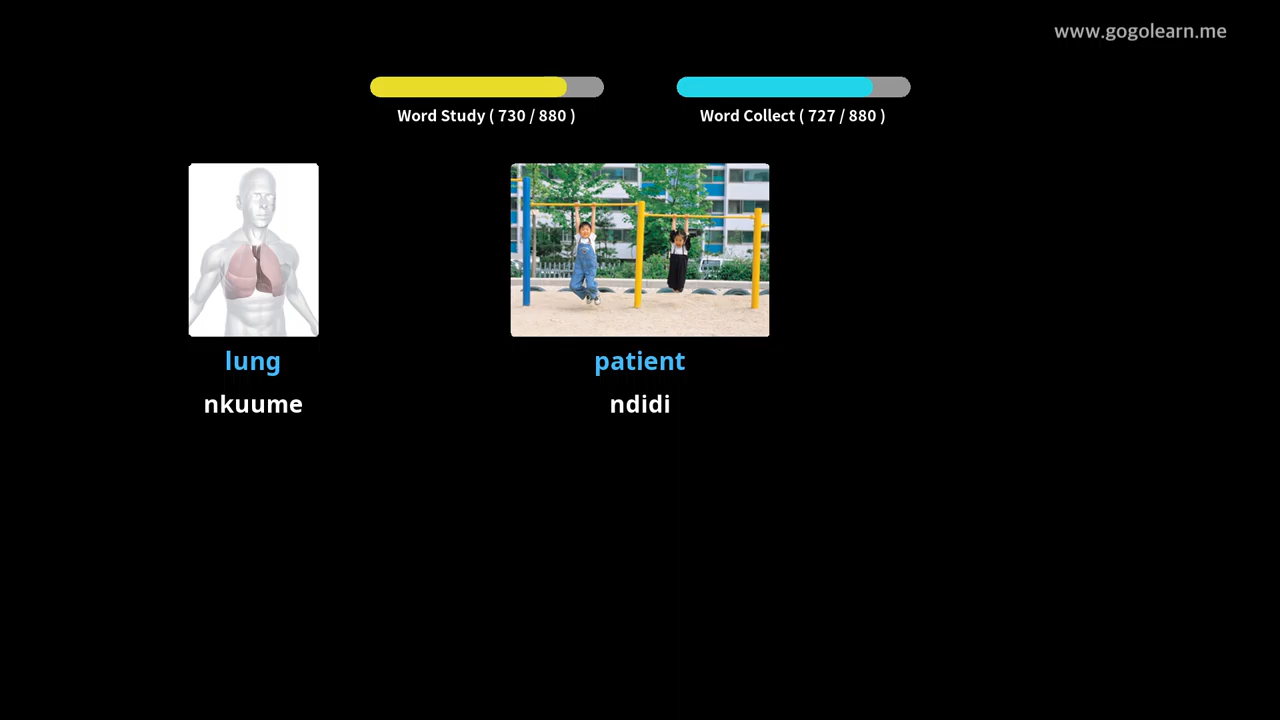 www.gogolearn.me
Word Study ( 730 / 880 )
Word Collect ( 727 / 880 )
lung
nkuume
patient
ndidi